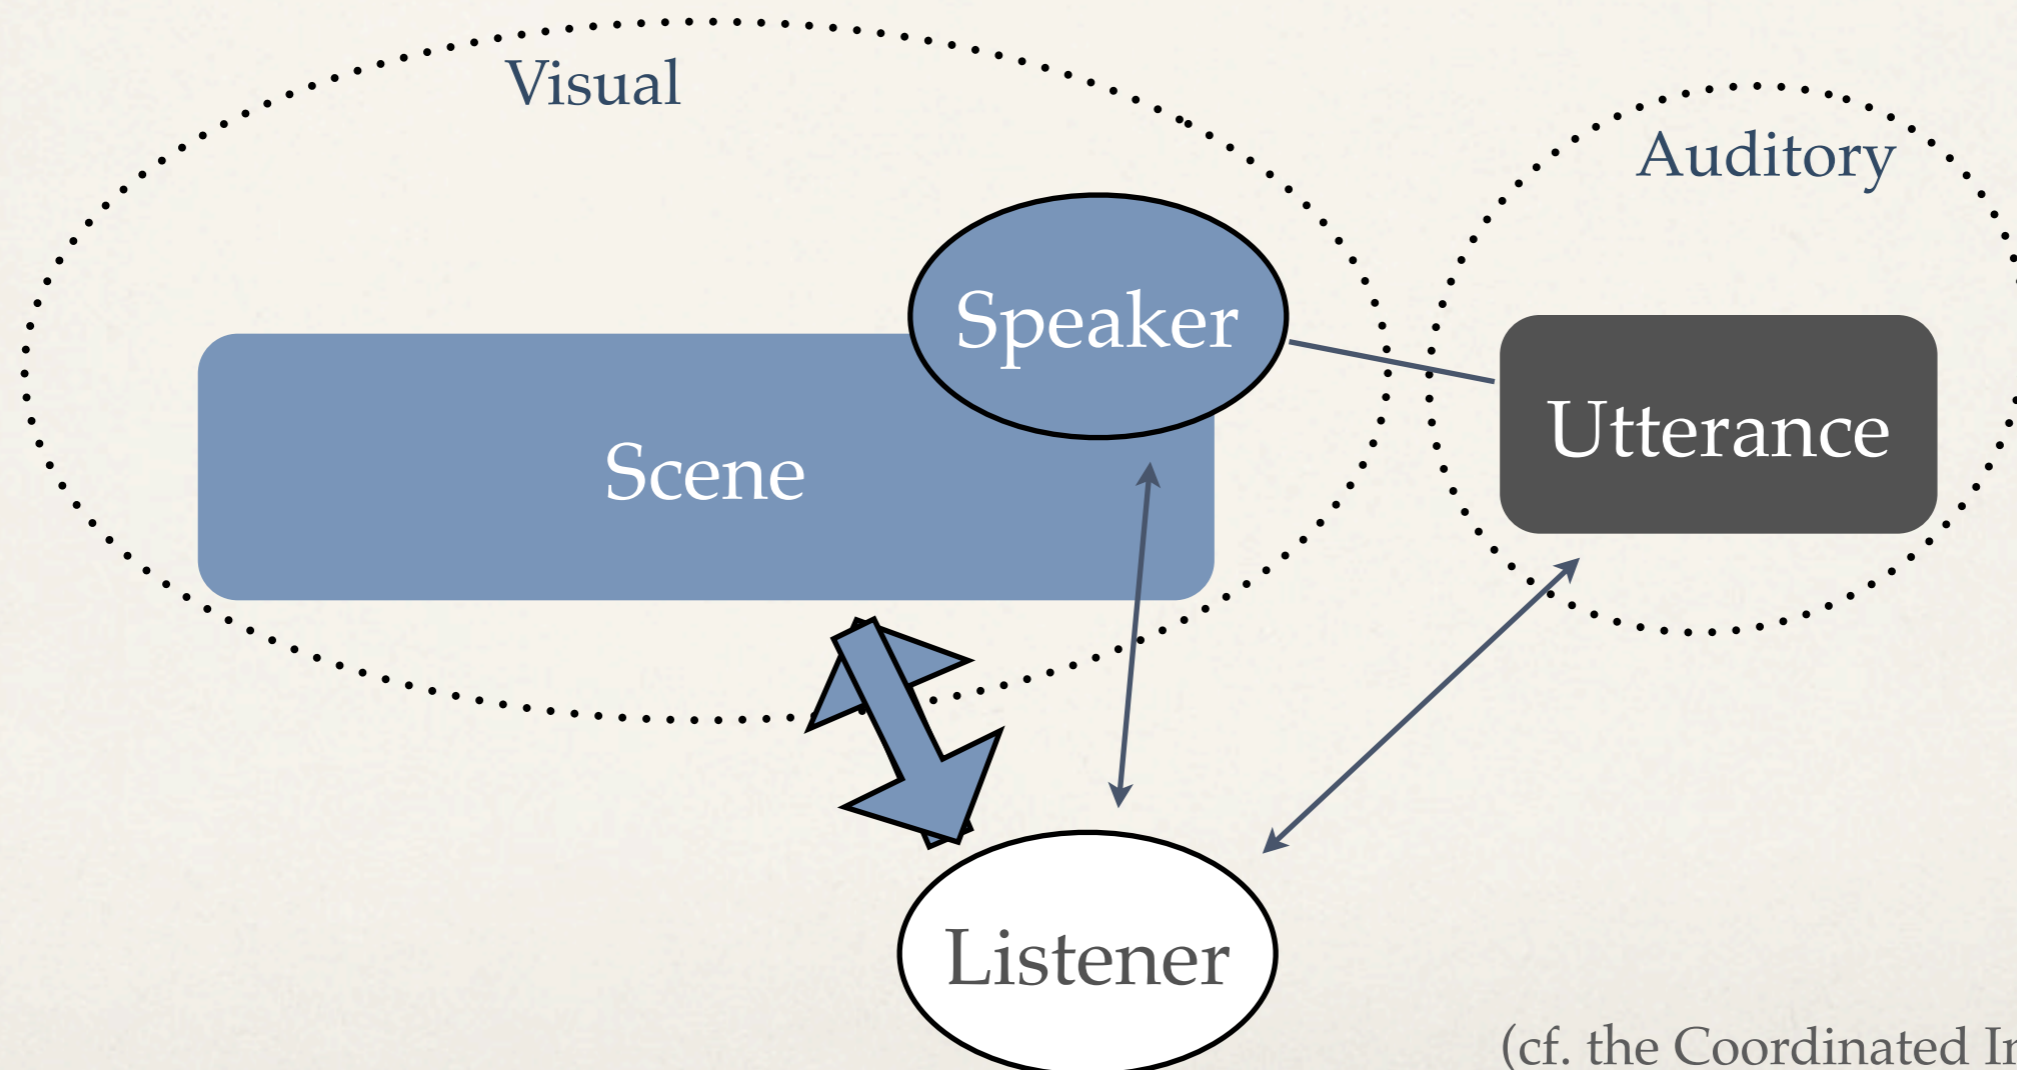 Visual
Auditory
Speaker
Scene
Utterance
Listener
(cf. the Coordinated